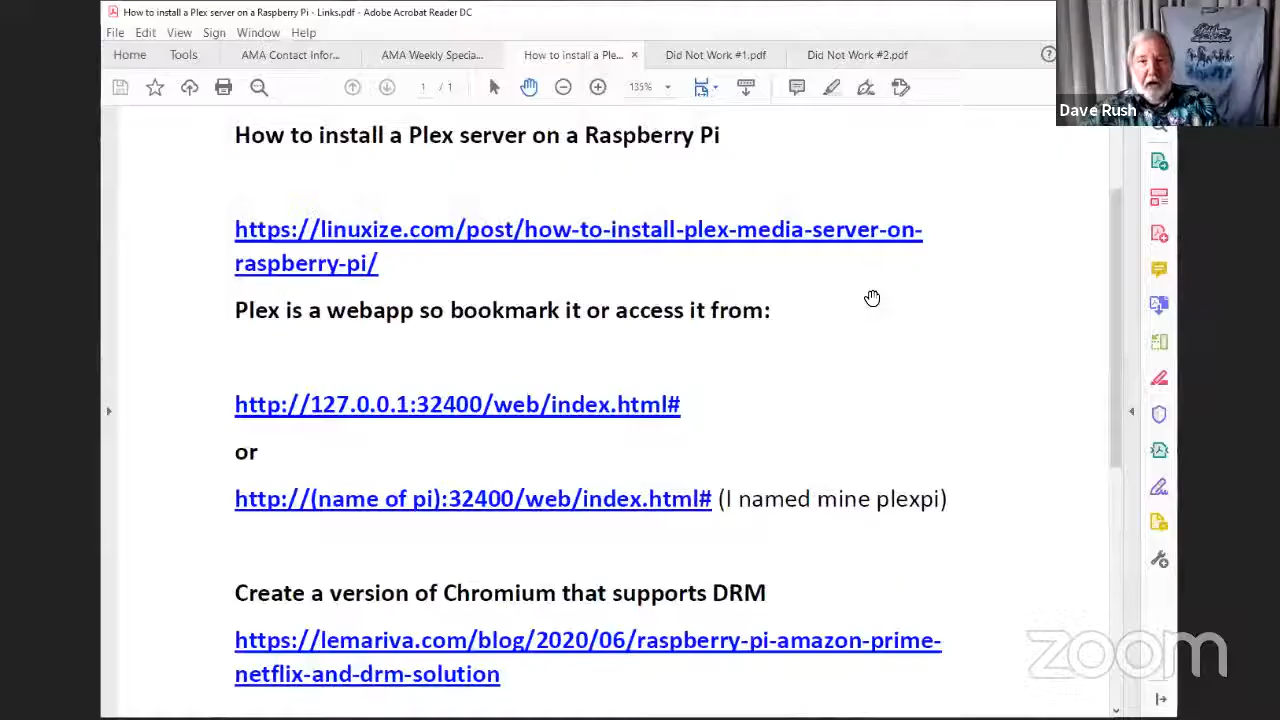 How to install a Plex server on a Raspberry Pi - Links.pdf - Adobe Acrobat Reader DC
File Edit View Sign Window Help
Home Tools AMA Contact Infor... AMA Weekly Specia... How to install a Ple... × Did Not Work #1.pdf Did Not Work #2.pdf
1 / 1 135%
Dave Rush
How to install a Plex server on a Raspberry Pi
https://linuxize.com/post/how-to-install-plex-media-server-on-
raspberry-pi/
Plex is a webapp so bookmark it or access it from:
http://127.0.0.1:32400/web/index.html#
or
http://(name of pi):32400/web/index.html# (I named mine plexpi)
Create a version of Chromium that supports DRM
https://lemariva.com/blog/2020/06/raspberry-pi-amazon-prime-
netflix-and-drm-solution
zoom